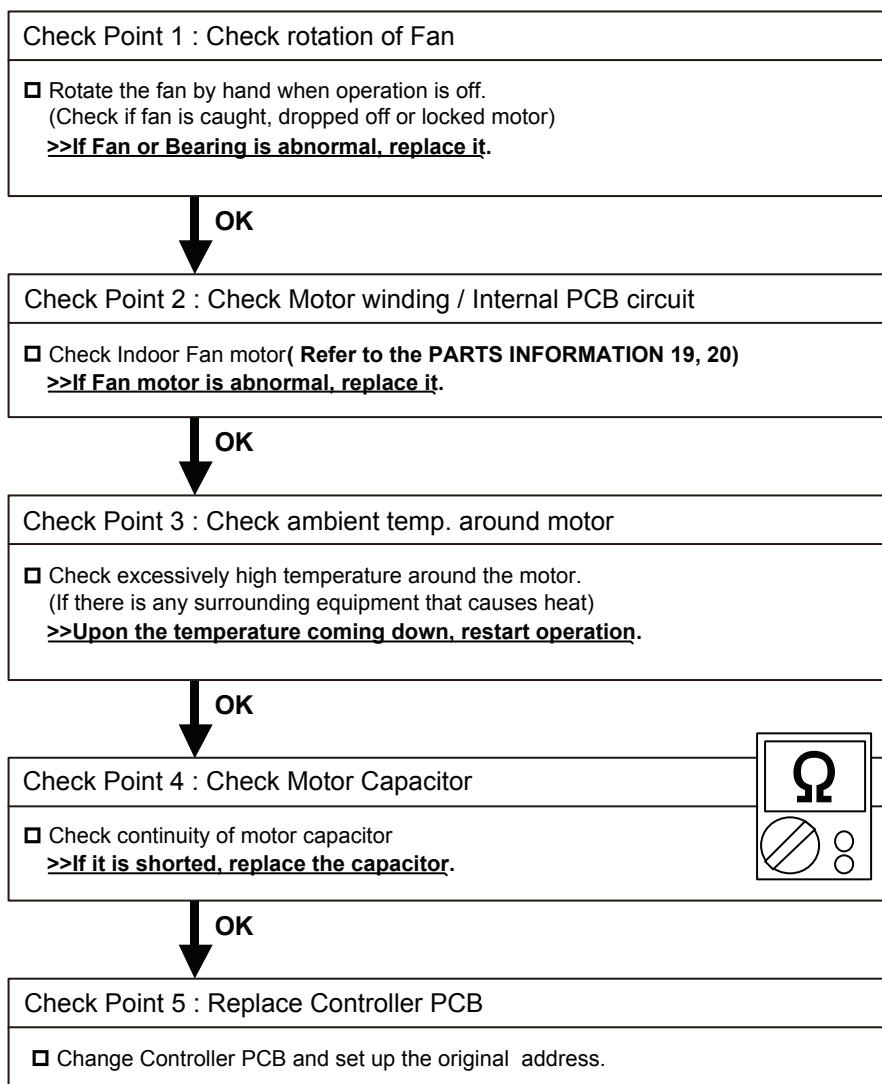 Check Point 1 : Check rotation of Fan
Rotate the fan by hand when operation is off.
(Check if fan is caught, dropped off or locked motor)
>>If Fan or Bearing is abnormal, replace it.
OK
Check Point 2 : Check Motor winding / Internal PCB circuit
Check Indoor Fan motor( Refer to the PARTS INFORMATION 19, 20)
>>If Fan motor is abnormal, replace it.
OK
Check Point 3 : Check ambient temp. around motor
Check excessively high temperature around the motor.
(If there is any surrounding equipment that causes heat)
>>Upon the temperature coming down, restart operation.
OK
Check Point 4 : Check Motor Capacitor
Ω
Check continuity of motor capacitor
>>If it is shorted, replace the capacitor.
OK
Check Point 5 : Replace Controller PCB
Change Controller PCB and set up the original address.